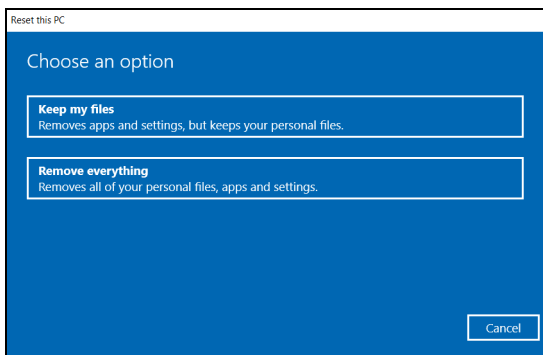 Reset this PC
Choose an option
Keep my files
Removes apps and settings, but keeps your personal files.
Remove everything
Removes all of your personal files, apps and settings.
Cancel